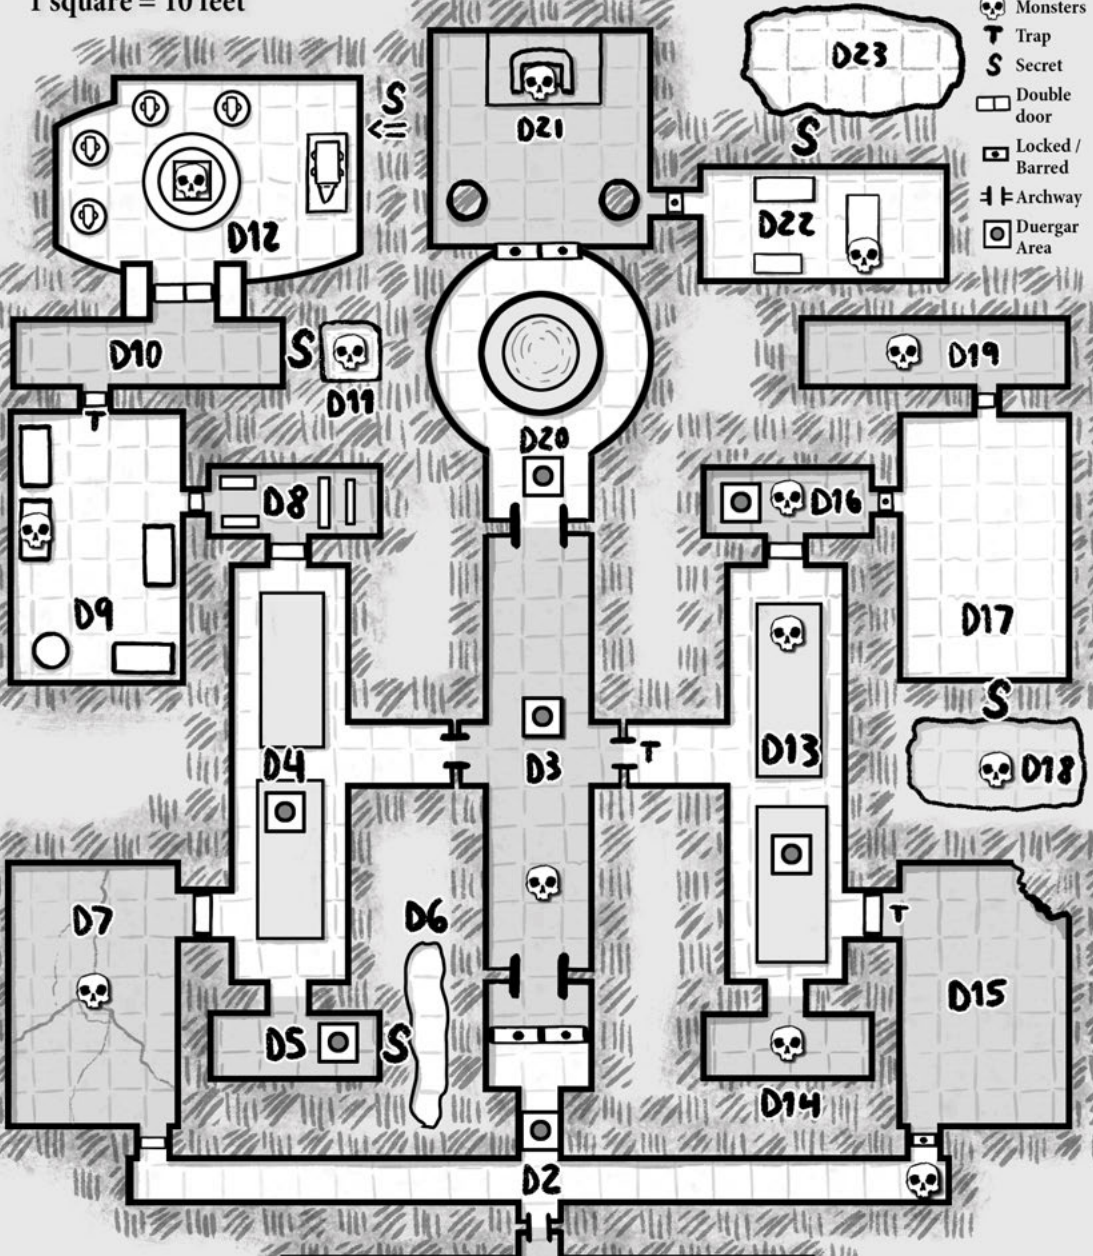 1 square = 10 feet
Monsters
T Trap
S Secret
Double
door
Locked /
Barred
Archway
Duergar
Area
D23
S
D21
S
<=
S
D22
D12
D10
S
D11
D19
T
D20
D8
D16
D9
D17
S
D4
D3
T
D13
D18
D7
D6
T
D15
D5
S
D14
D2